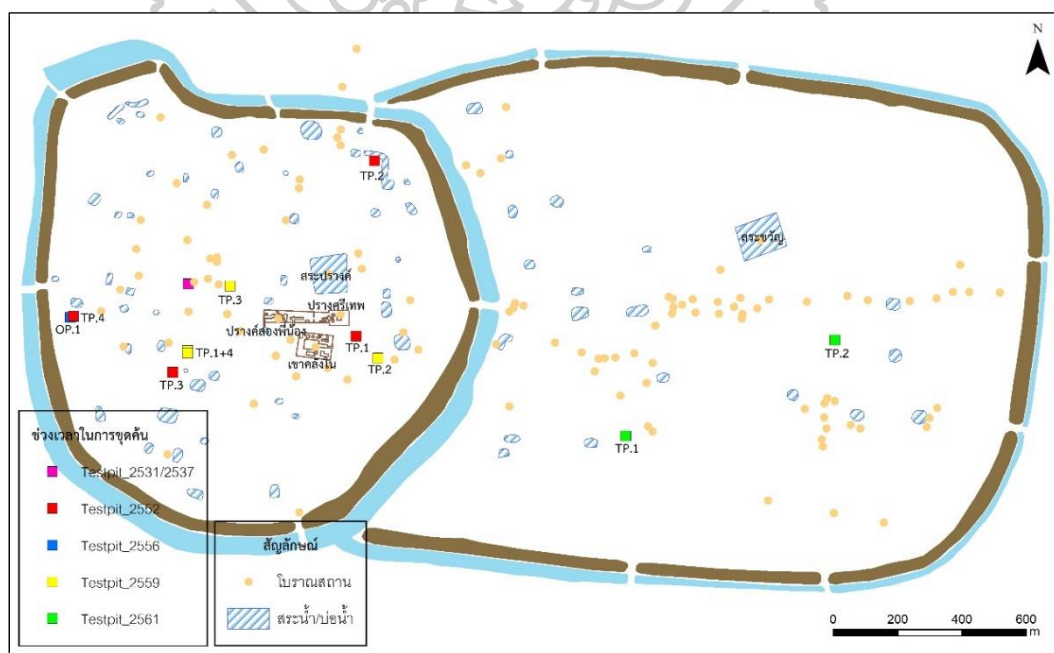 N
TP.2
สระขวัญ
สระปรางค์
TP.3
ปรางศรีเทพ
TP.4
OP.1
ปรางค์สองพี่น้อง
TP.1
TP.2
TP.1+4
เขาคลังใน
TP.2
TP.3
TP.1
ช่วงเวลาในการขุดค้น
Testpit_2531/2537
Testpit_2552
Testpit_2556
Testpit_2559
Testpit_2561
สัญลักษณ์
โบราณสถาน
สระน้ำ/บ่อน้ำ
0 200 400 600
m